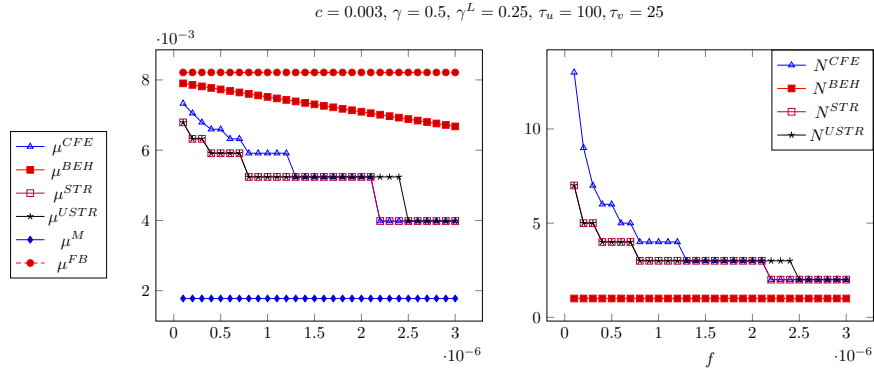 c = 0.003, γ = 0.5, γ^L = 0.25, τ_u = 100, τ_v = 25
·10^−3
8
6
4
2
0 0.5 1 1.5 2 2.5 3
·10^−6
μ^CFE
μ^BEH
μ^STR
μ^USTR
μ^M
μ^FB
10
5
0
0 0.5 1 1.5 2 2.5 3
·10^−6
f
N^CFE
N^BEH
N^STR
N^USTR